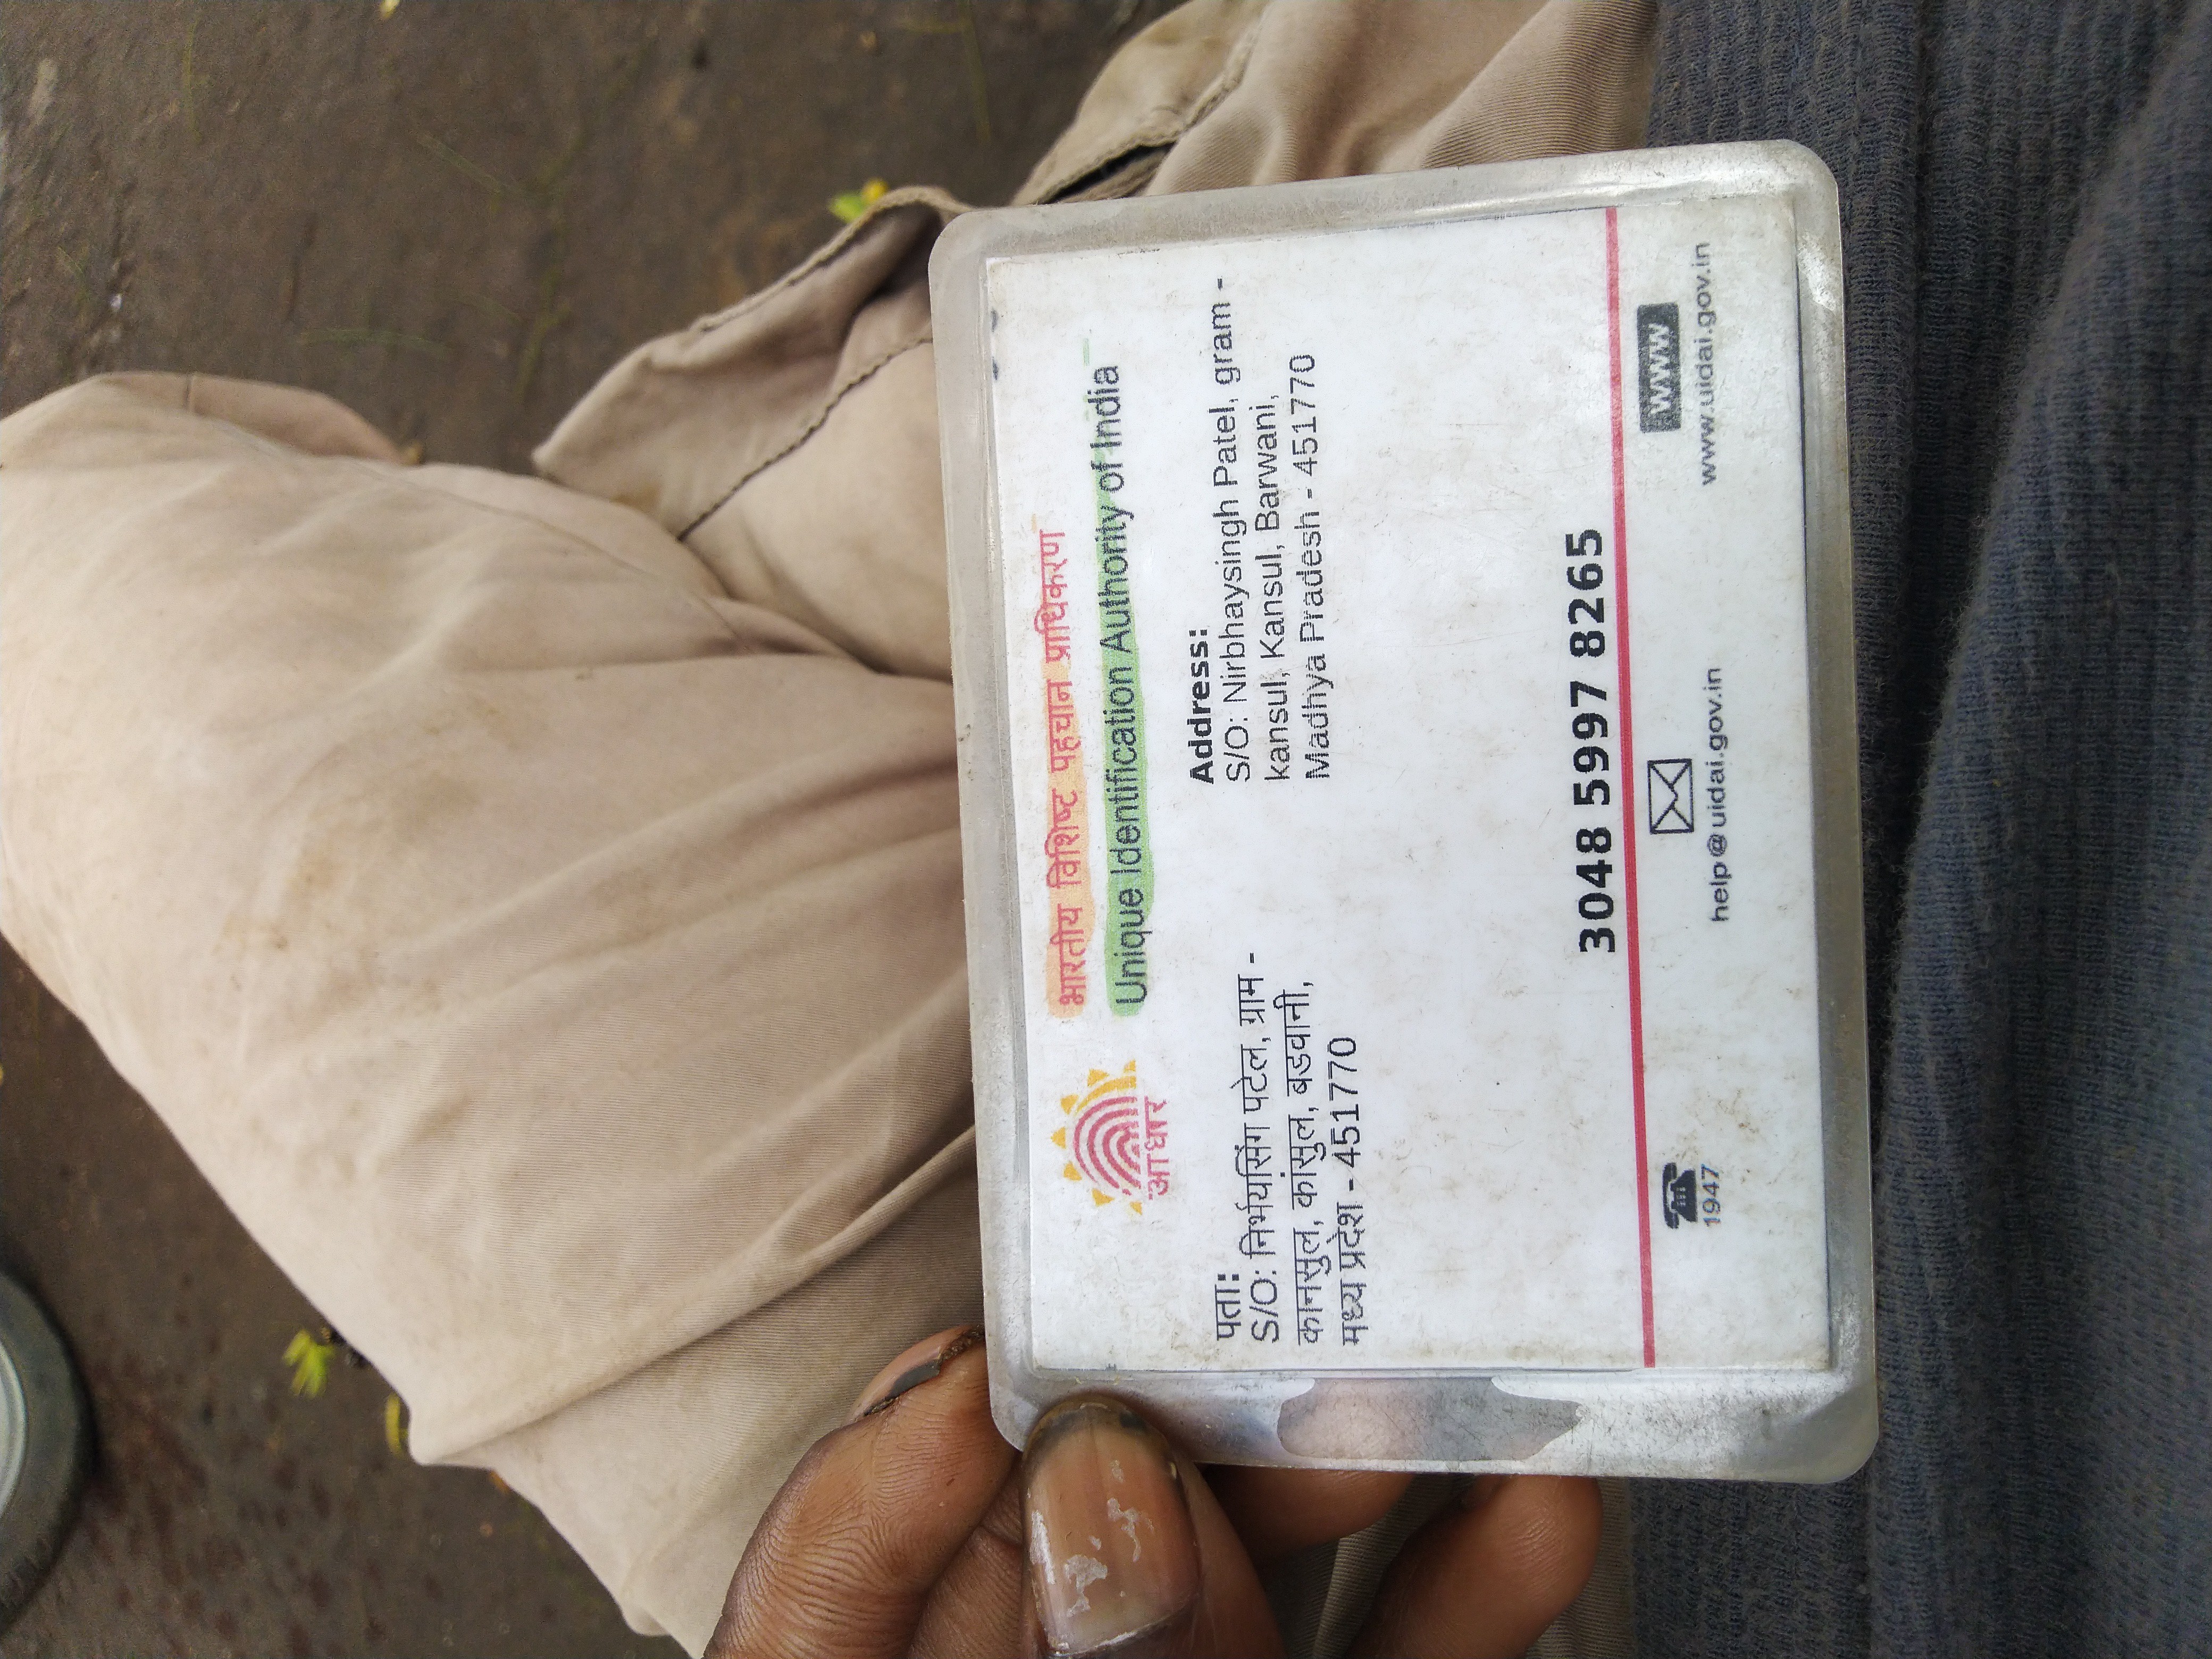 भारतीय विशिष्ट पहचान प्राधिकरण
Unique Identification Authority of India
आधार
पता:
S/O: निर्भयसिंग पटेल, ग्राम -
कानसुल, कांसुल, बडवानी,
मध्य प्रदेश - 451770
Address:
S/O: Nirbhaysingh Patel, gram -
kansul, Kansul, Barwani,
Madhya Pradesh - 451770
3048 5997 8265
1947
help@uidai.gov.in
www
www.uidai.gov.in